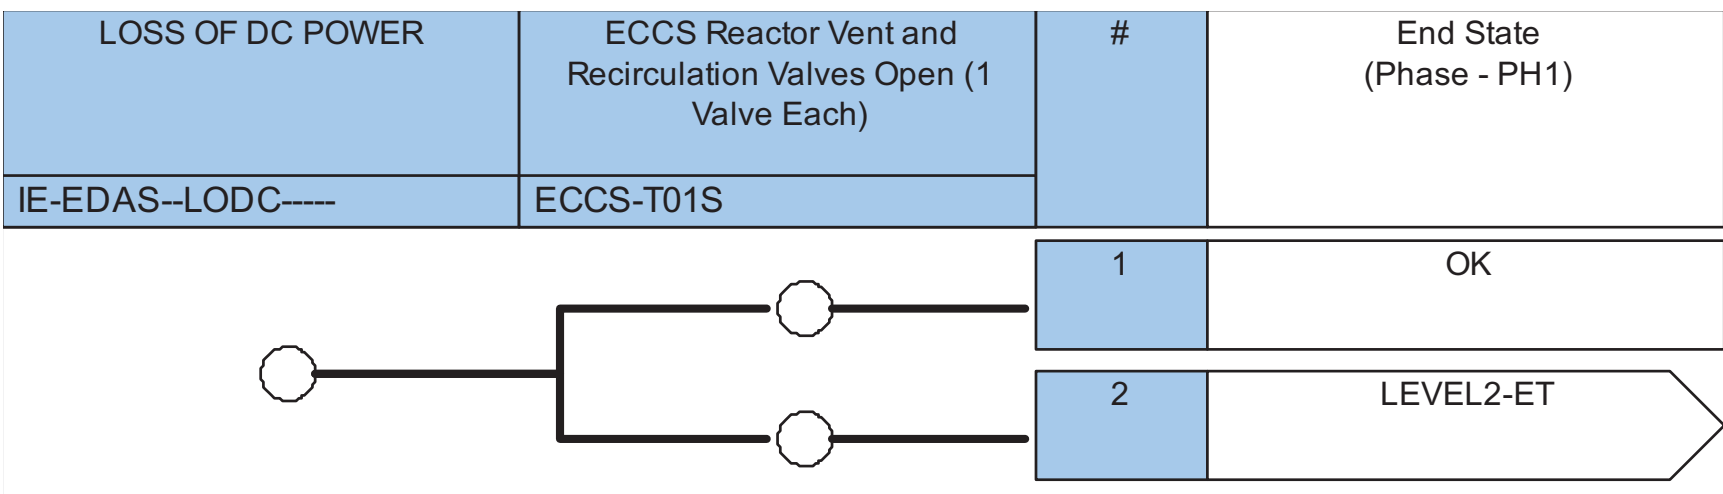 LOSS OF DC POWER
ECCS Reactor Vent and
Recirculation Valves Open (1
Valve Each)
#
End State
(Phase - PH1)
IE-EDAS--LODC-----
ECCS-T01S
1
OK
2
LEVEL2-ET